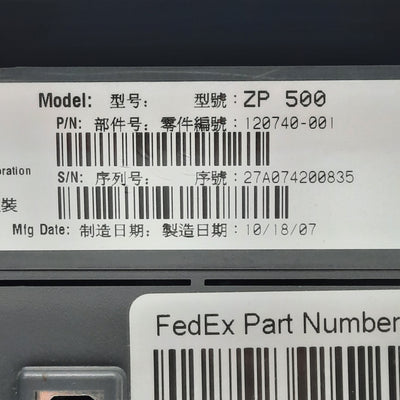 Model: 型号: 型號: ZP 500
P/N: 部件号: 零件編號: 120740-001
oration
S/N: 序列号: 序號: 27A074200835
裝
Mfg Date: 制造日期: 製造日期: 10/18/07
FedEx Part Number